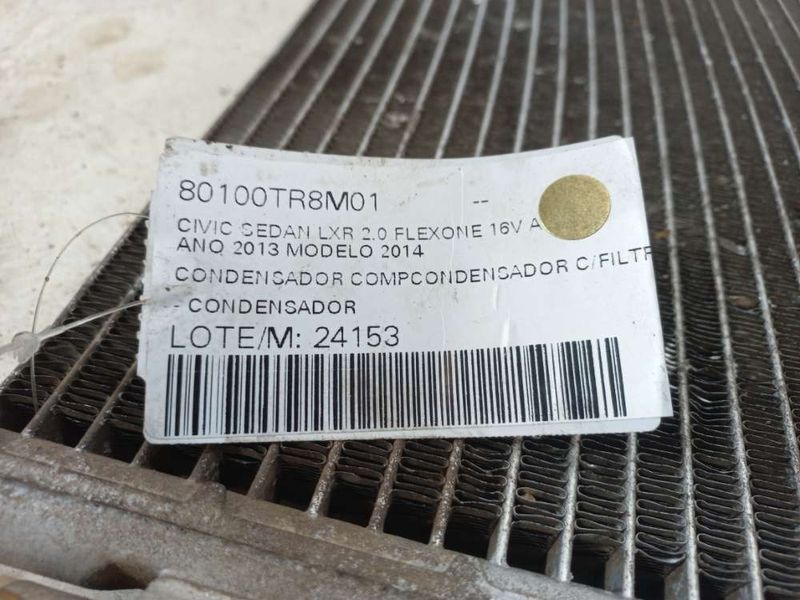 80100TR8M01 --
CIVIC SEDAN LXR 2.0 FLEXONE 16V A
ANO 2013 MODELO 2014
CONDENSADOR COMPCONDENSADOR C/FILTR
- CONDENSADOR
LOTE/M: 24153